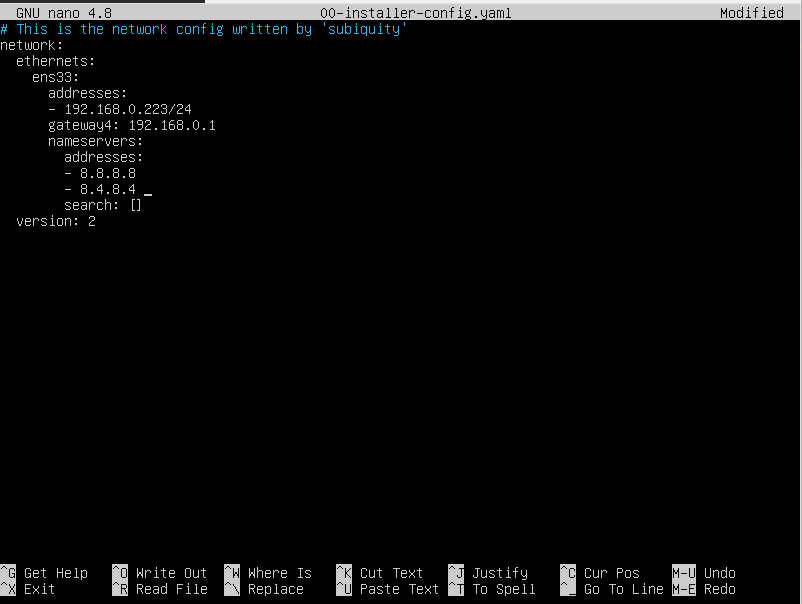 GNU nano 4.8 00-installer-config.yaml Modified
# This is the network config written by 'subiquity'
network:
  ethernets:
    ens33:
      addresses:
      - 192.168.0.223/24
      gateway4: 192.168.0.1
      nameservers:
        addresses:
        - 8.8.8.8
        - 8.4.8.4 _
        search: []
  version: 2
^G Get Help ^O Write Out ^W Where Is ^K Cut Text ^J Justify ^C Cur Pos M-U Undo
^X Exit ^R Read File ^\ Replace ^U Paste Text ^T To Spell ^_ Go To Line M-E Redo